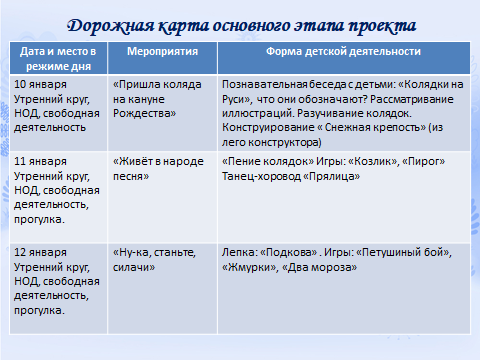 Дорожная карта основного этапа проекта
Дата и место в
режиме дня
Мероприятия
Форма детской деятельности
10 января
Утренний круг,
НОД, свободная
деятельность
«Пришла коляда
на кануне
Рождества»
Познавательная беседа с детьми: «Колядки на
Руси», что они обозначают? Рассматривание
иллюстраций. Разучивание колядок.
Конструирование « Снежная крепость» (из
лего конструктора)
11 января
Утренний круг,
НОД, свободная
деятельность,
прогулка.
«Живёт в народе
песня»
«Пение колядок» Игры: «Козлик», «Пирог»
Танец-хоровод «Прялица»
12 января
Утренний круг,
НОД, свободная
деятельность,
прогулка.
«Ну-ка, станьте,
силачи»
Лепка: «Подкова» . Игры: «Петушиный бой»,
«Жмурки», «Два мороза»